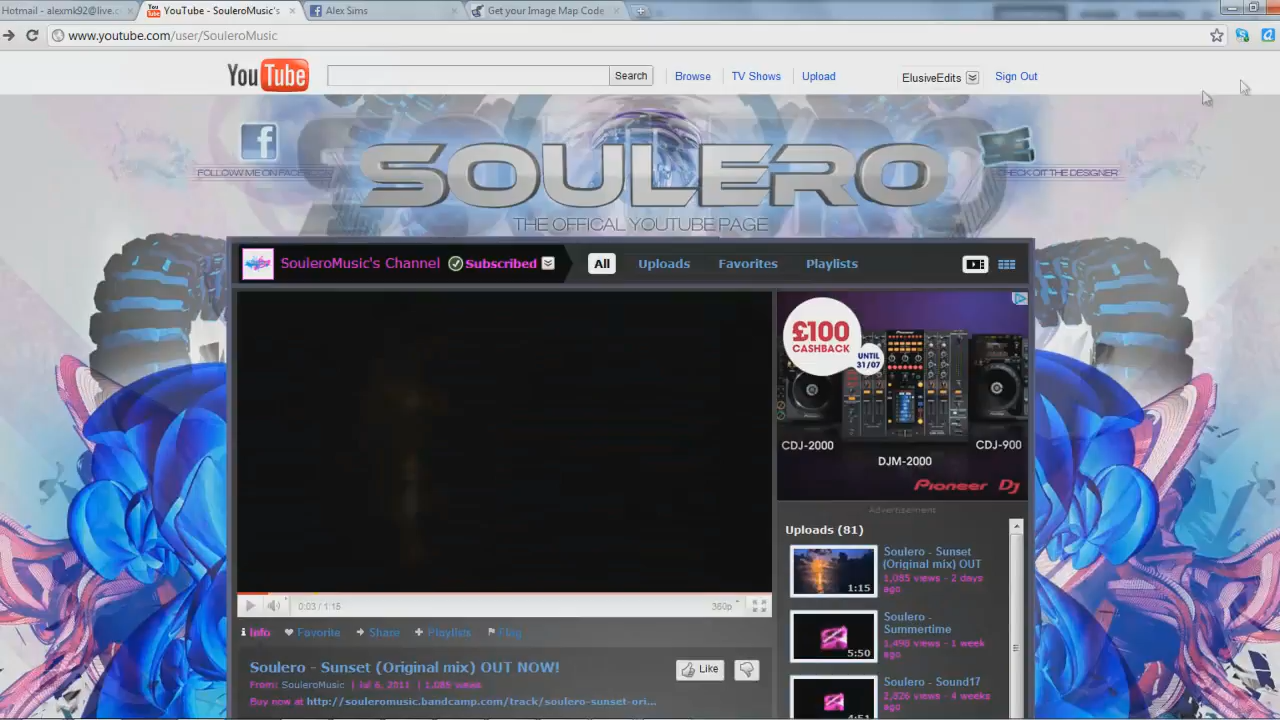 Hotmail - alexmk92@live.c
YouTube - SouleroMusic's
Alex Sims
Get your Image Map Code
www.youtube.com/user/SouleroMusic
YouTube
Search
Browse
TV Shows
Upload
ElusiveEdits
Sign Out
SOULERO
FOLLOW ME ON FACEBOOK
CHECK OIT THE DESIGNER
THE OFFICAL YOUTUBE PAGE
SouleroMusic's Channel
Subscribed
All
Uploads
Favorites
Playlists
£100
CASHBACK
UNTIL
31/07
CDJ-2000
CDJ-900
DJM-2000
Pioneer Dj
Advertisement
Uploads (81)
Soulero - Sunset
(Original mix) OUT
1,085 views - 2 days
ago
1:15
Soulero -
Summertime
1,498 views - 1 week
ago
5:50
Soulero - Sound17
2,826 views - 4 weeks
ago
4:51
0:03 / 1:15
360p
Info
Favorite
Share
Playlists
Flag
Soulero - Sunset (Original mix) OUT NOW!
Like
From: SouleroMusic | Jul 6, 2011 | 1,085 views
Buy now at http://souleromusic.bandcamp.com/track/soulero-sunset-ori...